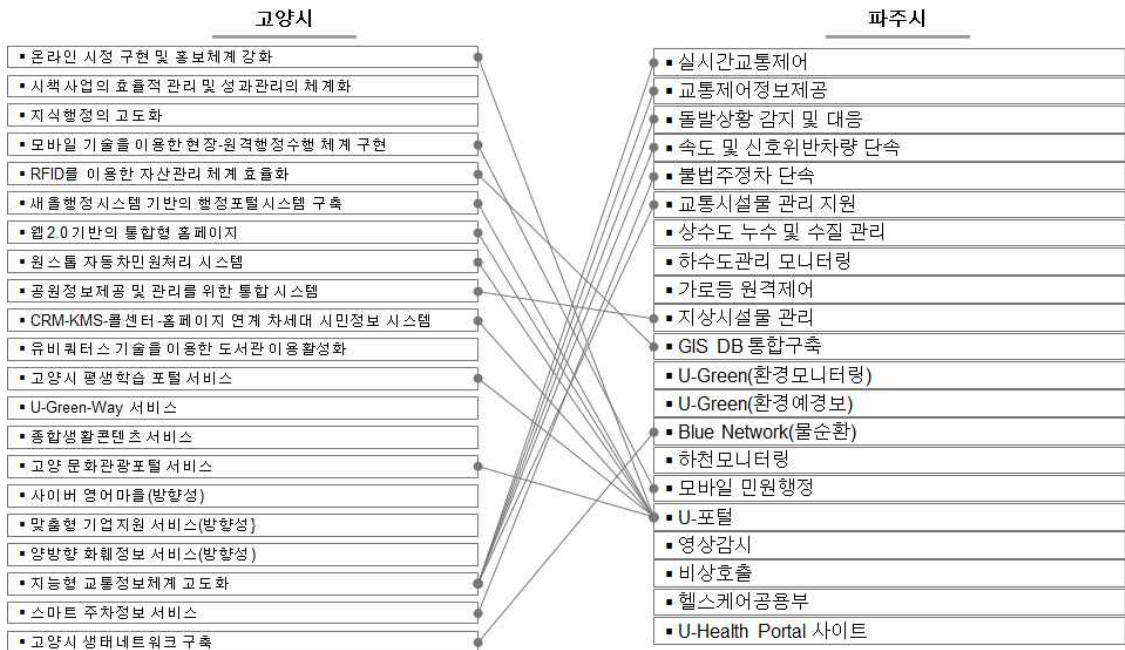 고양시
▪ 온라인 시정 구현 및 홍보체계 강화
▪ 시책사업의 효율적 관리 및 성과관리의 체계화
▪ 지식행정의 고도화
▪ 모바일 기술을 이용한 현장-원격행정수행 체계 구현
▪ RFID를 이용한 자산관리 체계 효율화
▪ 새올행정시스템 기반의 행정포털시스템 구축
▪ 웹2.0기반의 통합형 홈페이지
▪ 원스톱 자동차민원처리 시스템
▪ 공원정보제공 및 관리를 위한 통합 시스템
▪ CRM-KMS-콜센터-홈페이지 연계 차세대 시민정보 시스템
▪ 유비쿼터스 기술을 이용한 도서관 이용활성화
▪ 고양시 평생학습 포털 서비스
▪ U-Green-Way 서비스
▪ 종합생활콘텐츠 서비스
▪ 고양 문화관광포털 서비스
▪ 사이버 영어마을(방향성)
▪ 맞춤형 기업지원 서비스(방향성}
▪ 양방향 화훼정보 서비스(방향성)
▪ 지능형 교통정보체계 고도화
▪ 스마트 주차정보 서비스
▪ 고양시 생태네트워크 구축
파주시
▪ 실시간교통제어
▪ 교통제어정보제공
▪ 돌발상황 감지 및 대응
▪ 속도 및 신호위반차량 단속
▪ 불법주정차 단속
▪ 교통시설물 관리 지원
▪ 상수도 누수 및 수질 관리
▪ 하수도관리 모니터링
▪ 가로등 원격제어
▪ 지상시설물 관리
▪ GIS DB 통합구축
▪ U-Green(환경모니터링)
▪ U-Green(환경예경보)
▪ Blue Network(물순환)
▪ 하천모니터링
▪ 모바일 민원행정
▪ U-포털
▪ 영상감시
▪ 비상호출
▪ 헬스케어공용부
▪ U-Health Portal 사이트